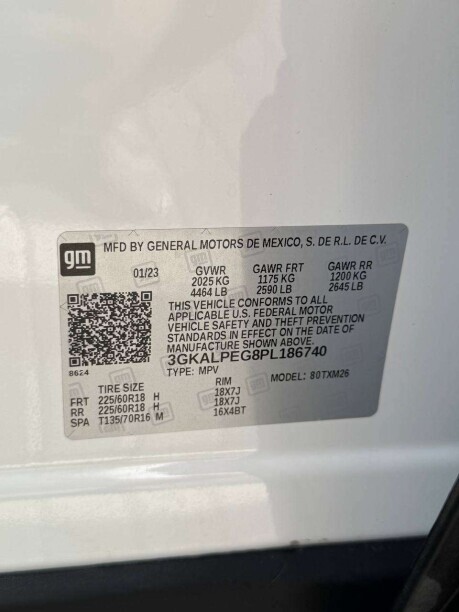 gm MFD BY GENERAL MOTORS DE MEXICO, S. DE R.L. DE C.V.
01/23 GVWR GAWR FRT GAWR RR
2025 KG 1175 KG 1200 KG
4464 LB 2590 LB 2645 LB
THIS VEHICLE CONFORMS TO ALL
APPLICABLE U.S. FEDERAL MOTOR
VEHICLE SAFETY AND BUMPER
STANDARDS IN EFFECT ON THE DATE OF
MANUFACTURE SHOWN ABOVE.
3GKALPEG8PL186740
8624
TYPE: MPV MODEL: 80TXM26
TIRE SIZE RIM
FRT 225/60R18 H 18X7J
RR 225/60R18 H 18X7J
SPA T135/70R16 M 16X4BT